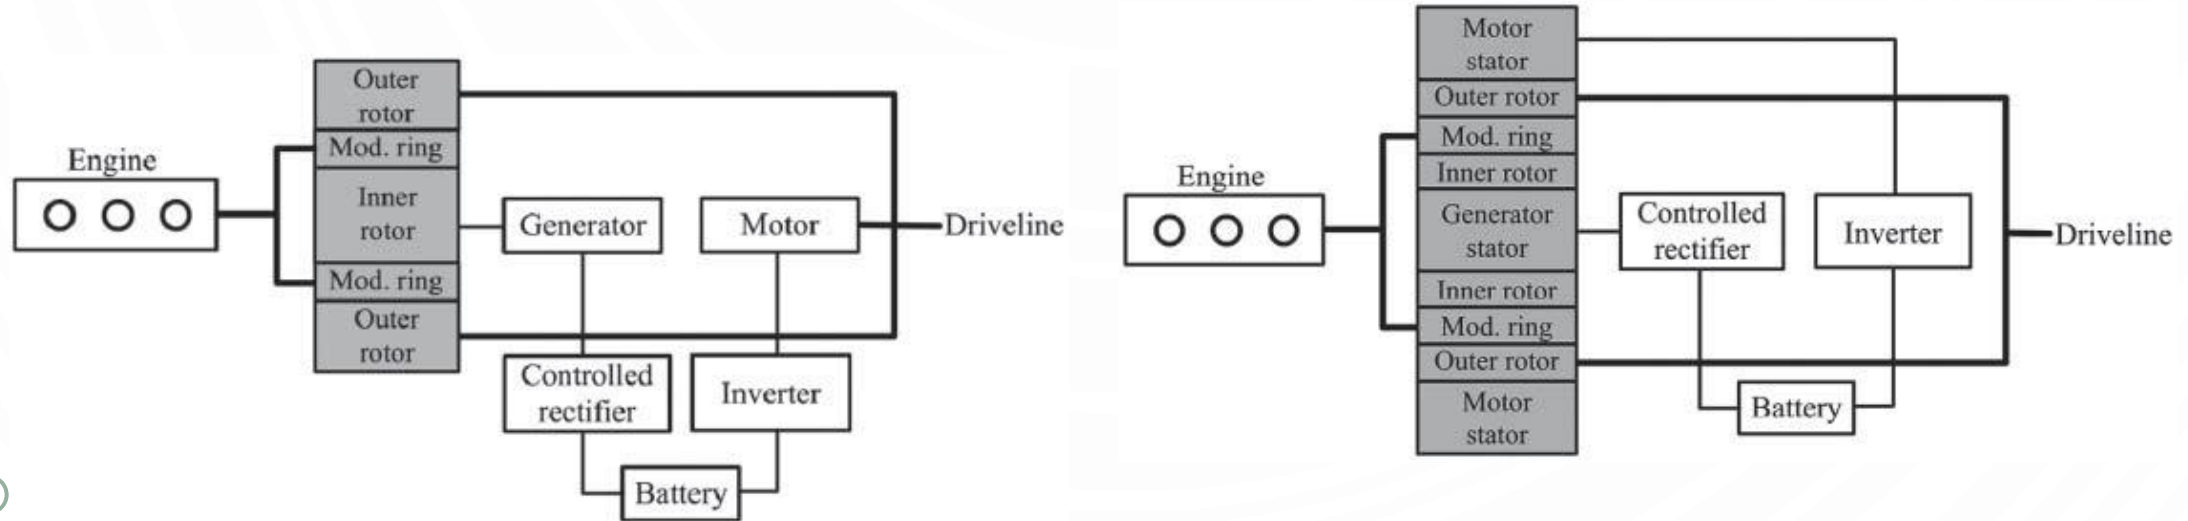 Engine
Outer
rotor
Mod. ring
Inner
rotor
Mod. ring
Outer
rotor
Generator
Motor
Driveline
Controlled
rectifier
Inverter
Battery
Engine
Motor
stator
Outer rotor
Mod. ring
Inner rotor
Generator
stator
Inner rotor
Mod. ring
Outer rotor
Motor
stator
Controlled
rectifier
Inverter
Driveline
Battery